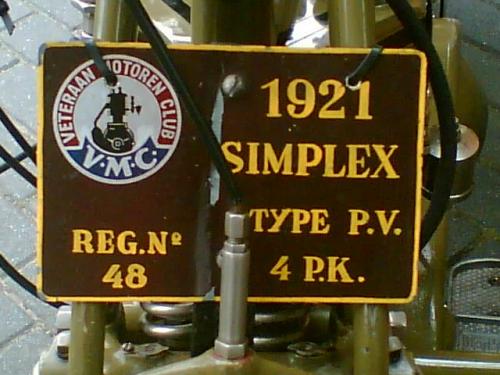 VETERAAN MOTOREN CLUB
V.M.C.
REG.Nº
48
1921
SIMPLEX
TYPE P.V.
4 P.K.